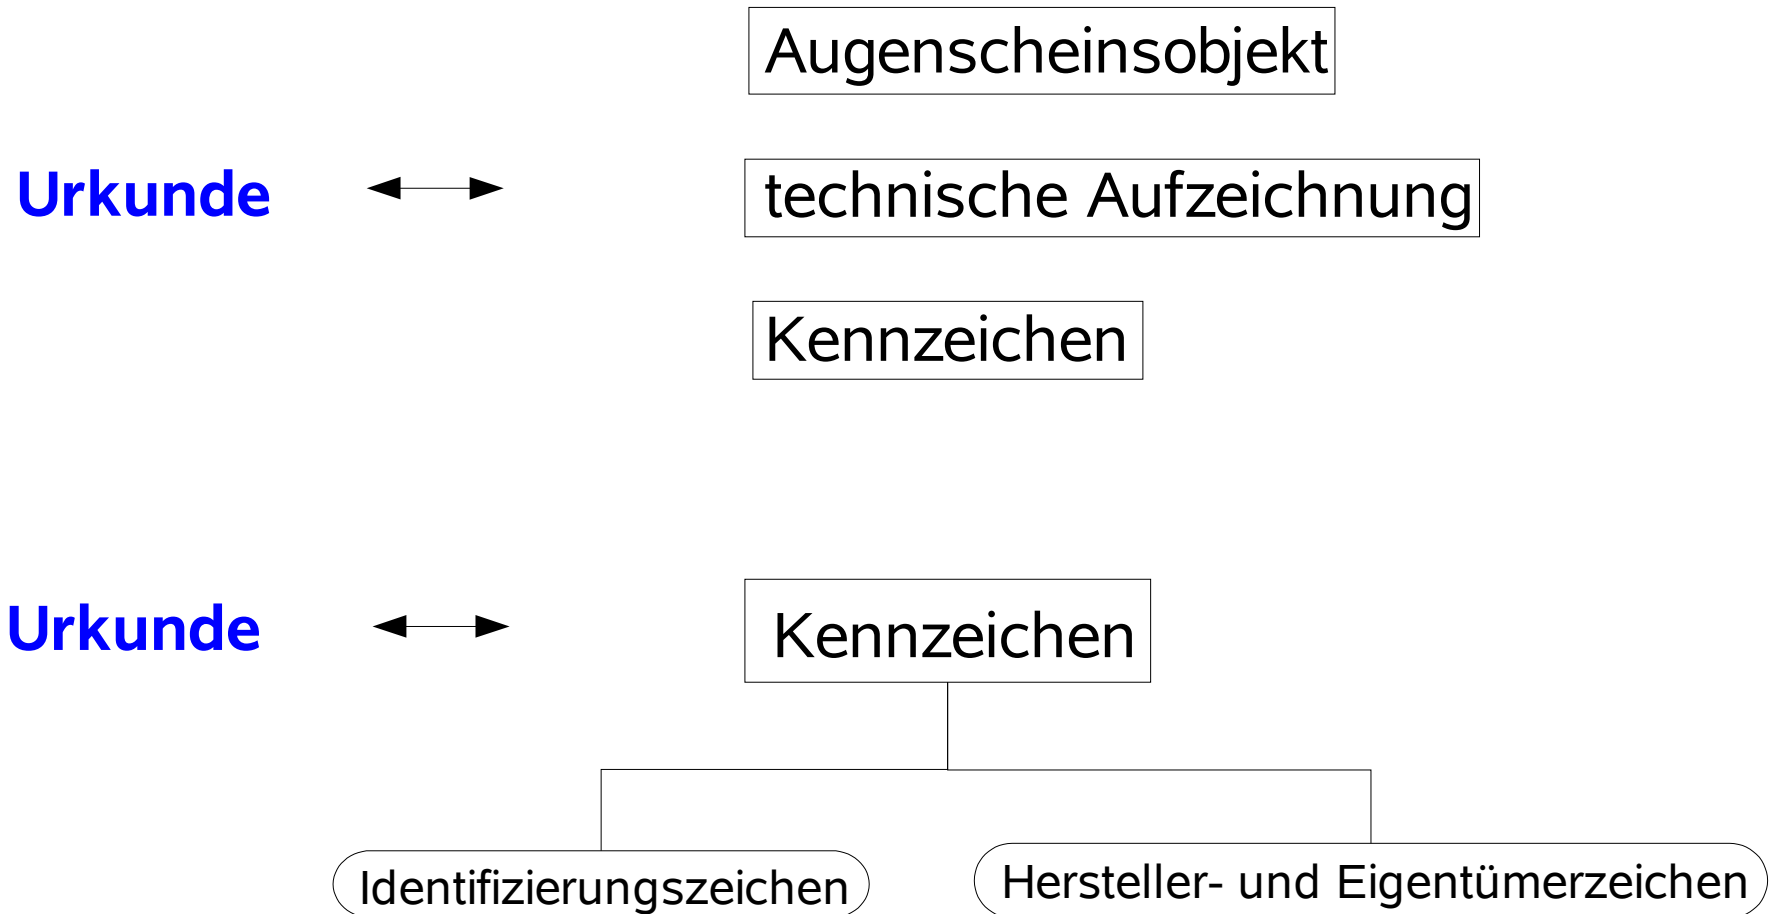 Augenscheinsobjekt
Urkunde
technische Aufzeichnung
Kennzeichen
Urkunde
Kennzeichen
Identifizierungszeichen
Hersteller- und Eigentümerzeichen